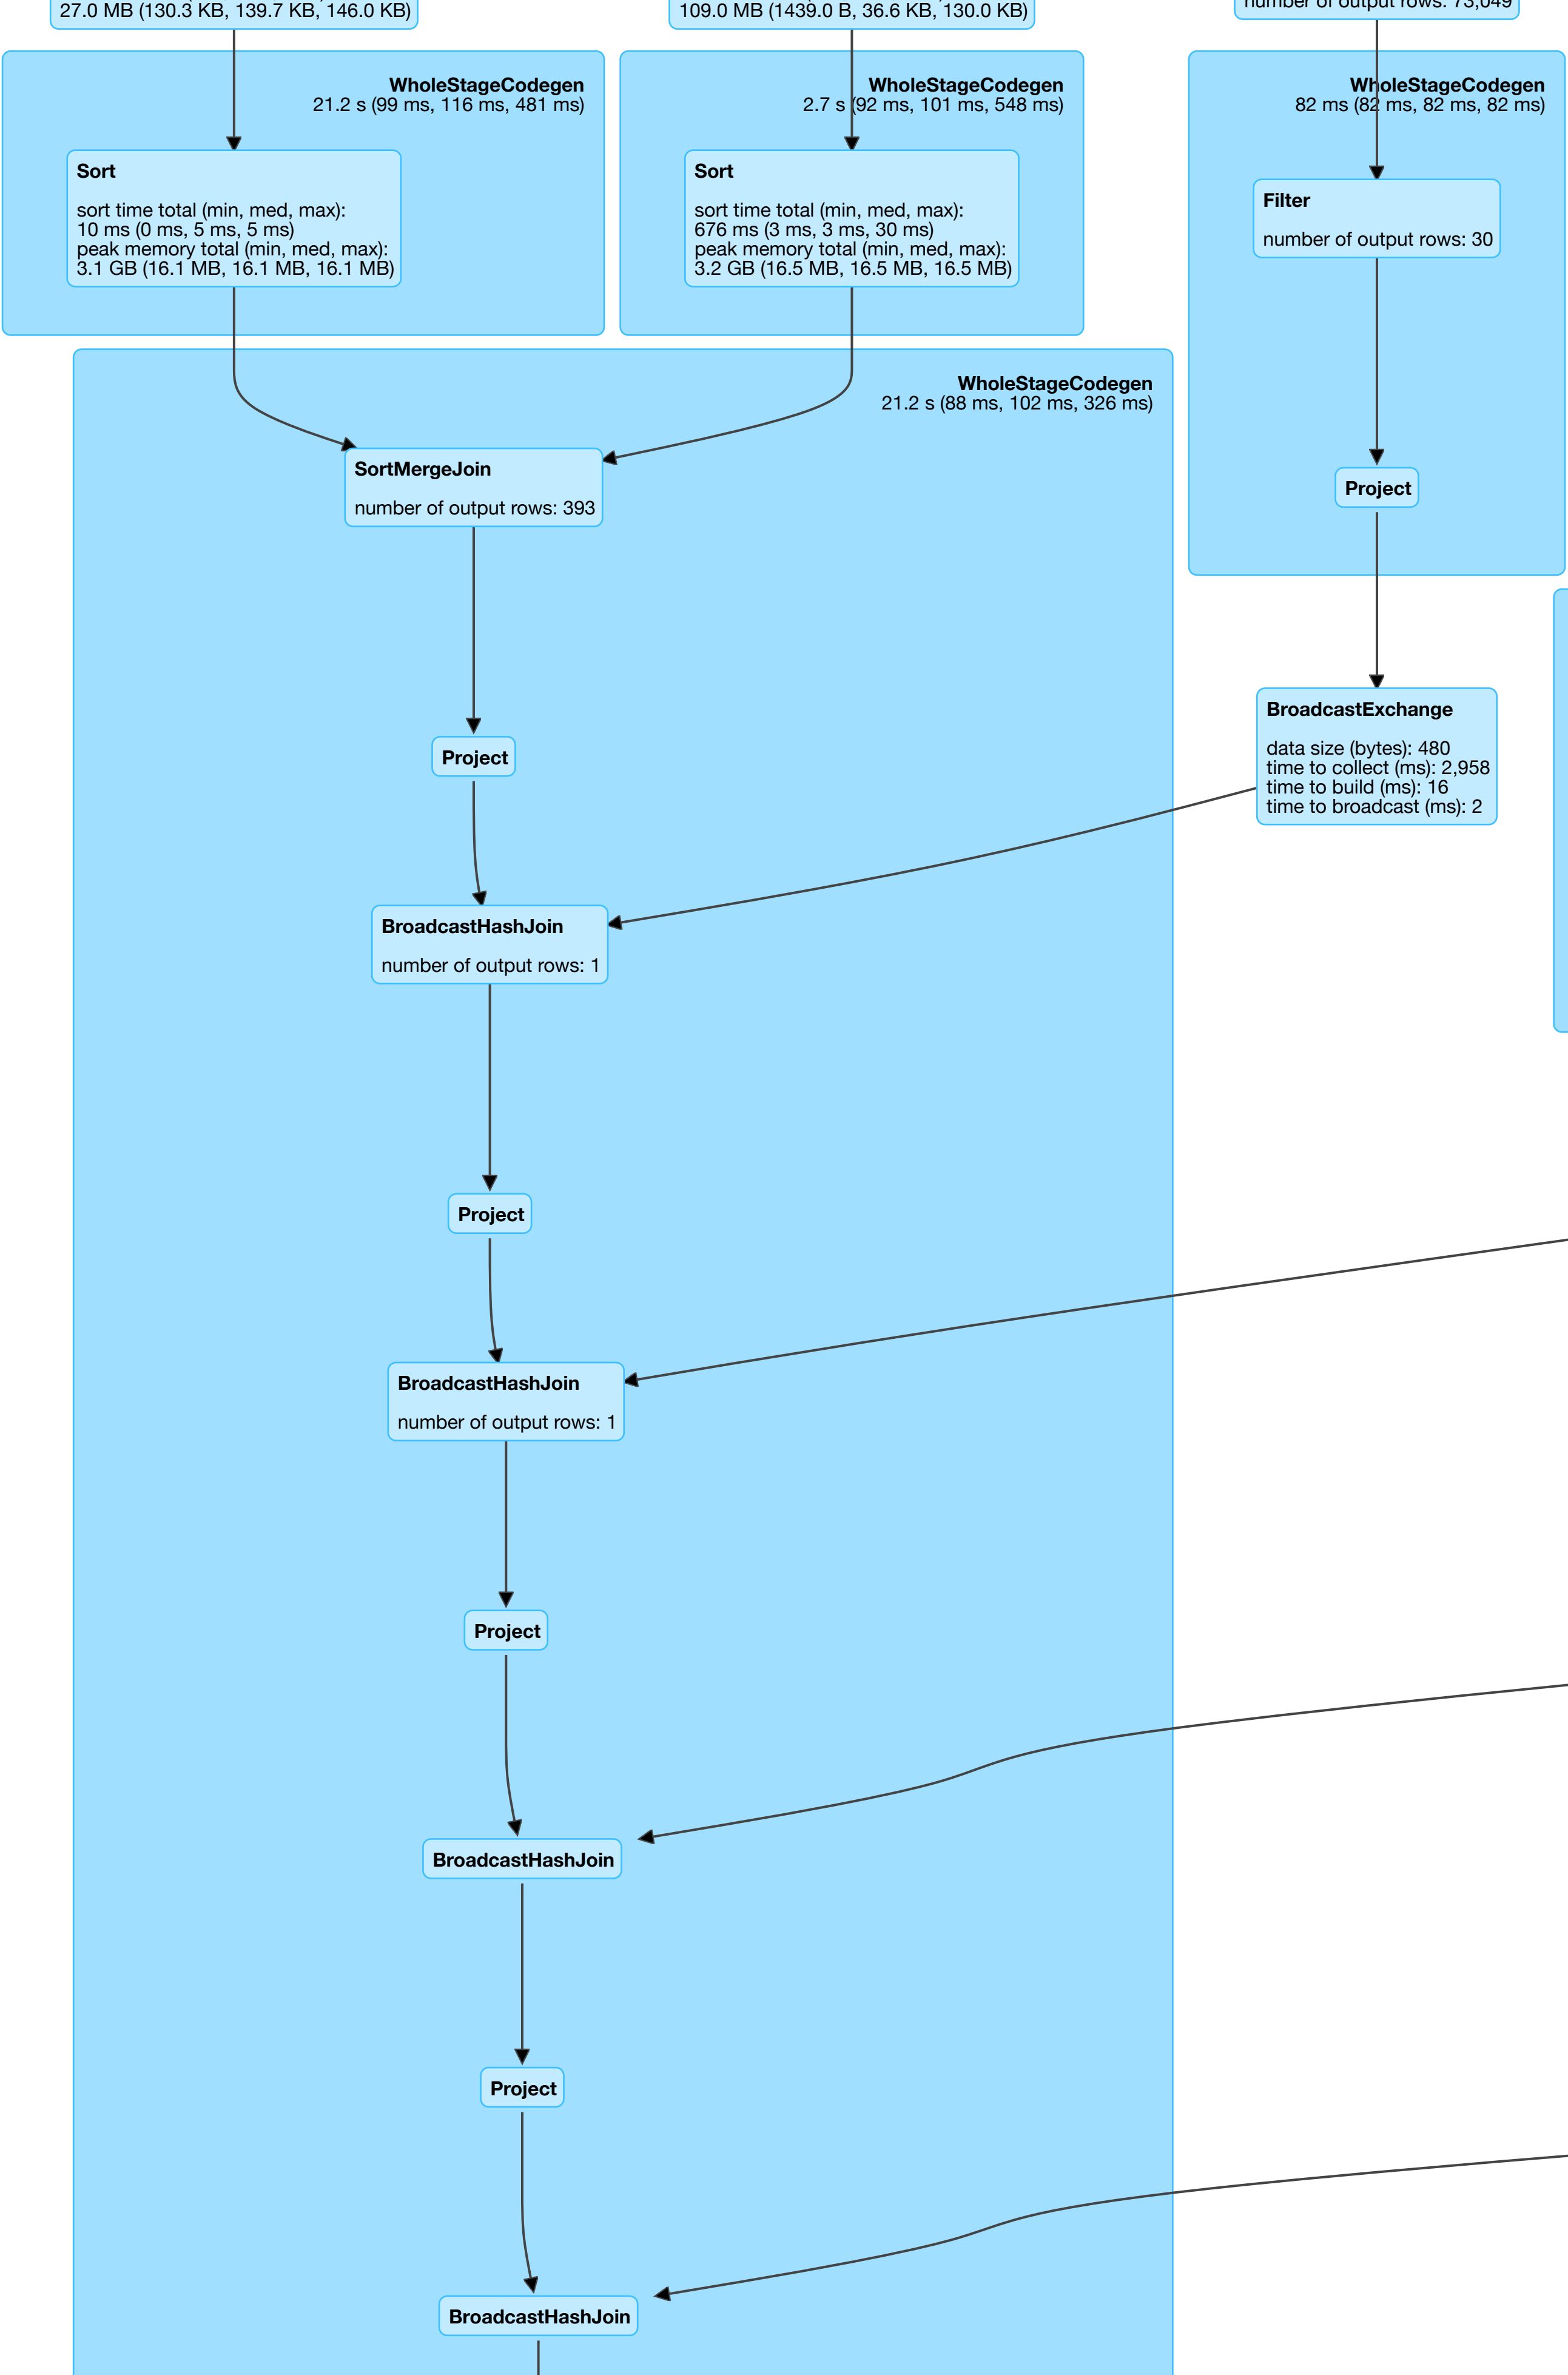 27.0 MB (130.3 KB, 139.7 KB, 146.0 KB)
109.0 MB (1439.0 B, 36.6 KB, 130.0 KB)
number of output rows: 73,049
WholeStageCodegen
21.2 s (99 ms, 116 ms, 481 ms)
Sort
sort time total (min, med, max):
10 ms (0 ms, 5 ms, 5 ms)
peak memory total (min, med, max):
3.1 GB (16.1 MB, 16.1 MB, 16.1 MB)
WholeStageCodegen
2.7 s (92 ms, 101 ms, 548 ms)
Sort
sort time total (min, med, max):
676 ms (3 ms, 3 ms, 30 ms)
peak memory total (min, med, max):
3.2 GB (16.5 MB, 16.5 MB, 16.5 MB)
WholeStageCodegen
82 ms (82 ms, 82 ms, 82 ms)
Filter
number of output rows: 30
Project
WholeStageCodegen
21.2 s (88 ms, 102 ms, 326 ms)
SortMergeJoin
number of output rows: 393
Project
BroadcastExchange
data size (bytes): 480
time to collect (ms): 2,958
time to build (ms): 16
time to broadcast (ms): 2
BroadcastHashJoin
number of output rows: 1
Project
BroadcastHashJoin
number of output rows: 1
Project
BroadcastHashJoin
Project
BroadcastHashJoin